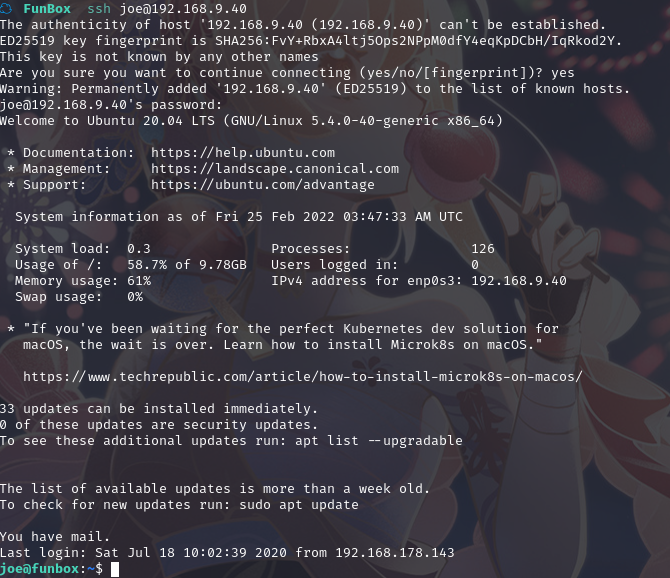 FunBox ssh joe@192.168.9.40
The authenticity of host '192.168.9.40 (192.168.9.40)' can't be established.
ED25519 key fingerprint is SHA256:FvY+RbxA4ltj5Ops2NPpM0dfY4eqKpDCbH/IqRkod2Y.
This key is not known by any other names
Are you sure you want to continue connecting (yes/no/[fingerprint])? yes
Warning: Permanently added '192.168.9.40' (ED25519) to the list of known hosts.
joe@192.168.9.40's password:
Welcome to Ubuntu 20.04 LTS (GNU/Linux 5.4.0-40-generic x86_64)
* Documentation: https://help.ubuntu.com
* Management: https://landscape.canonical.com
* Support: https://ubuntu.com/advantage
System information as of Fri 25 Feb 2022 03:47:33 AM UTC
System load: 0.3 Processes: 126
Usage of /: 58.7% of 9.78GB Users logged in: 0
Memory usage: 61% IPv4 address for enp0s3: 192.168.9.40
Swap usage: 0%
* "If you've been waiting for the perfect Kubernetes dev solution for
macOS, the wait is over. Learn how to install Microk8s on macOS."
https://www.techrepublic.com/article/how-to-install-microk8s-on-macos/
33 updates can be installed immediately.
0 of these updates are security updates.
To see these additional updates run: apt list --upgradable
The list of available updates is more than a week old.
To check for new updates run: sudo apt update
You have mail.
Last login: Sat Jul 18 10:02:39 2020 from 192.168.178.143
joe@funbox:~$